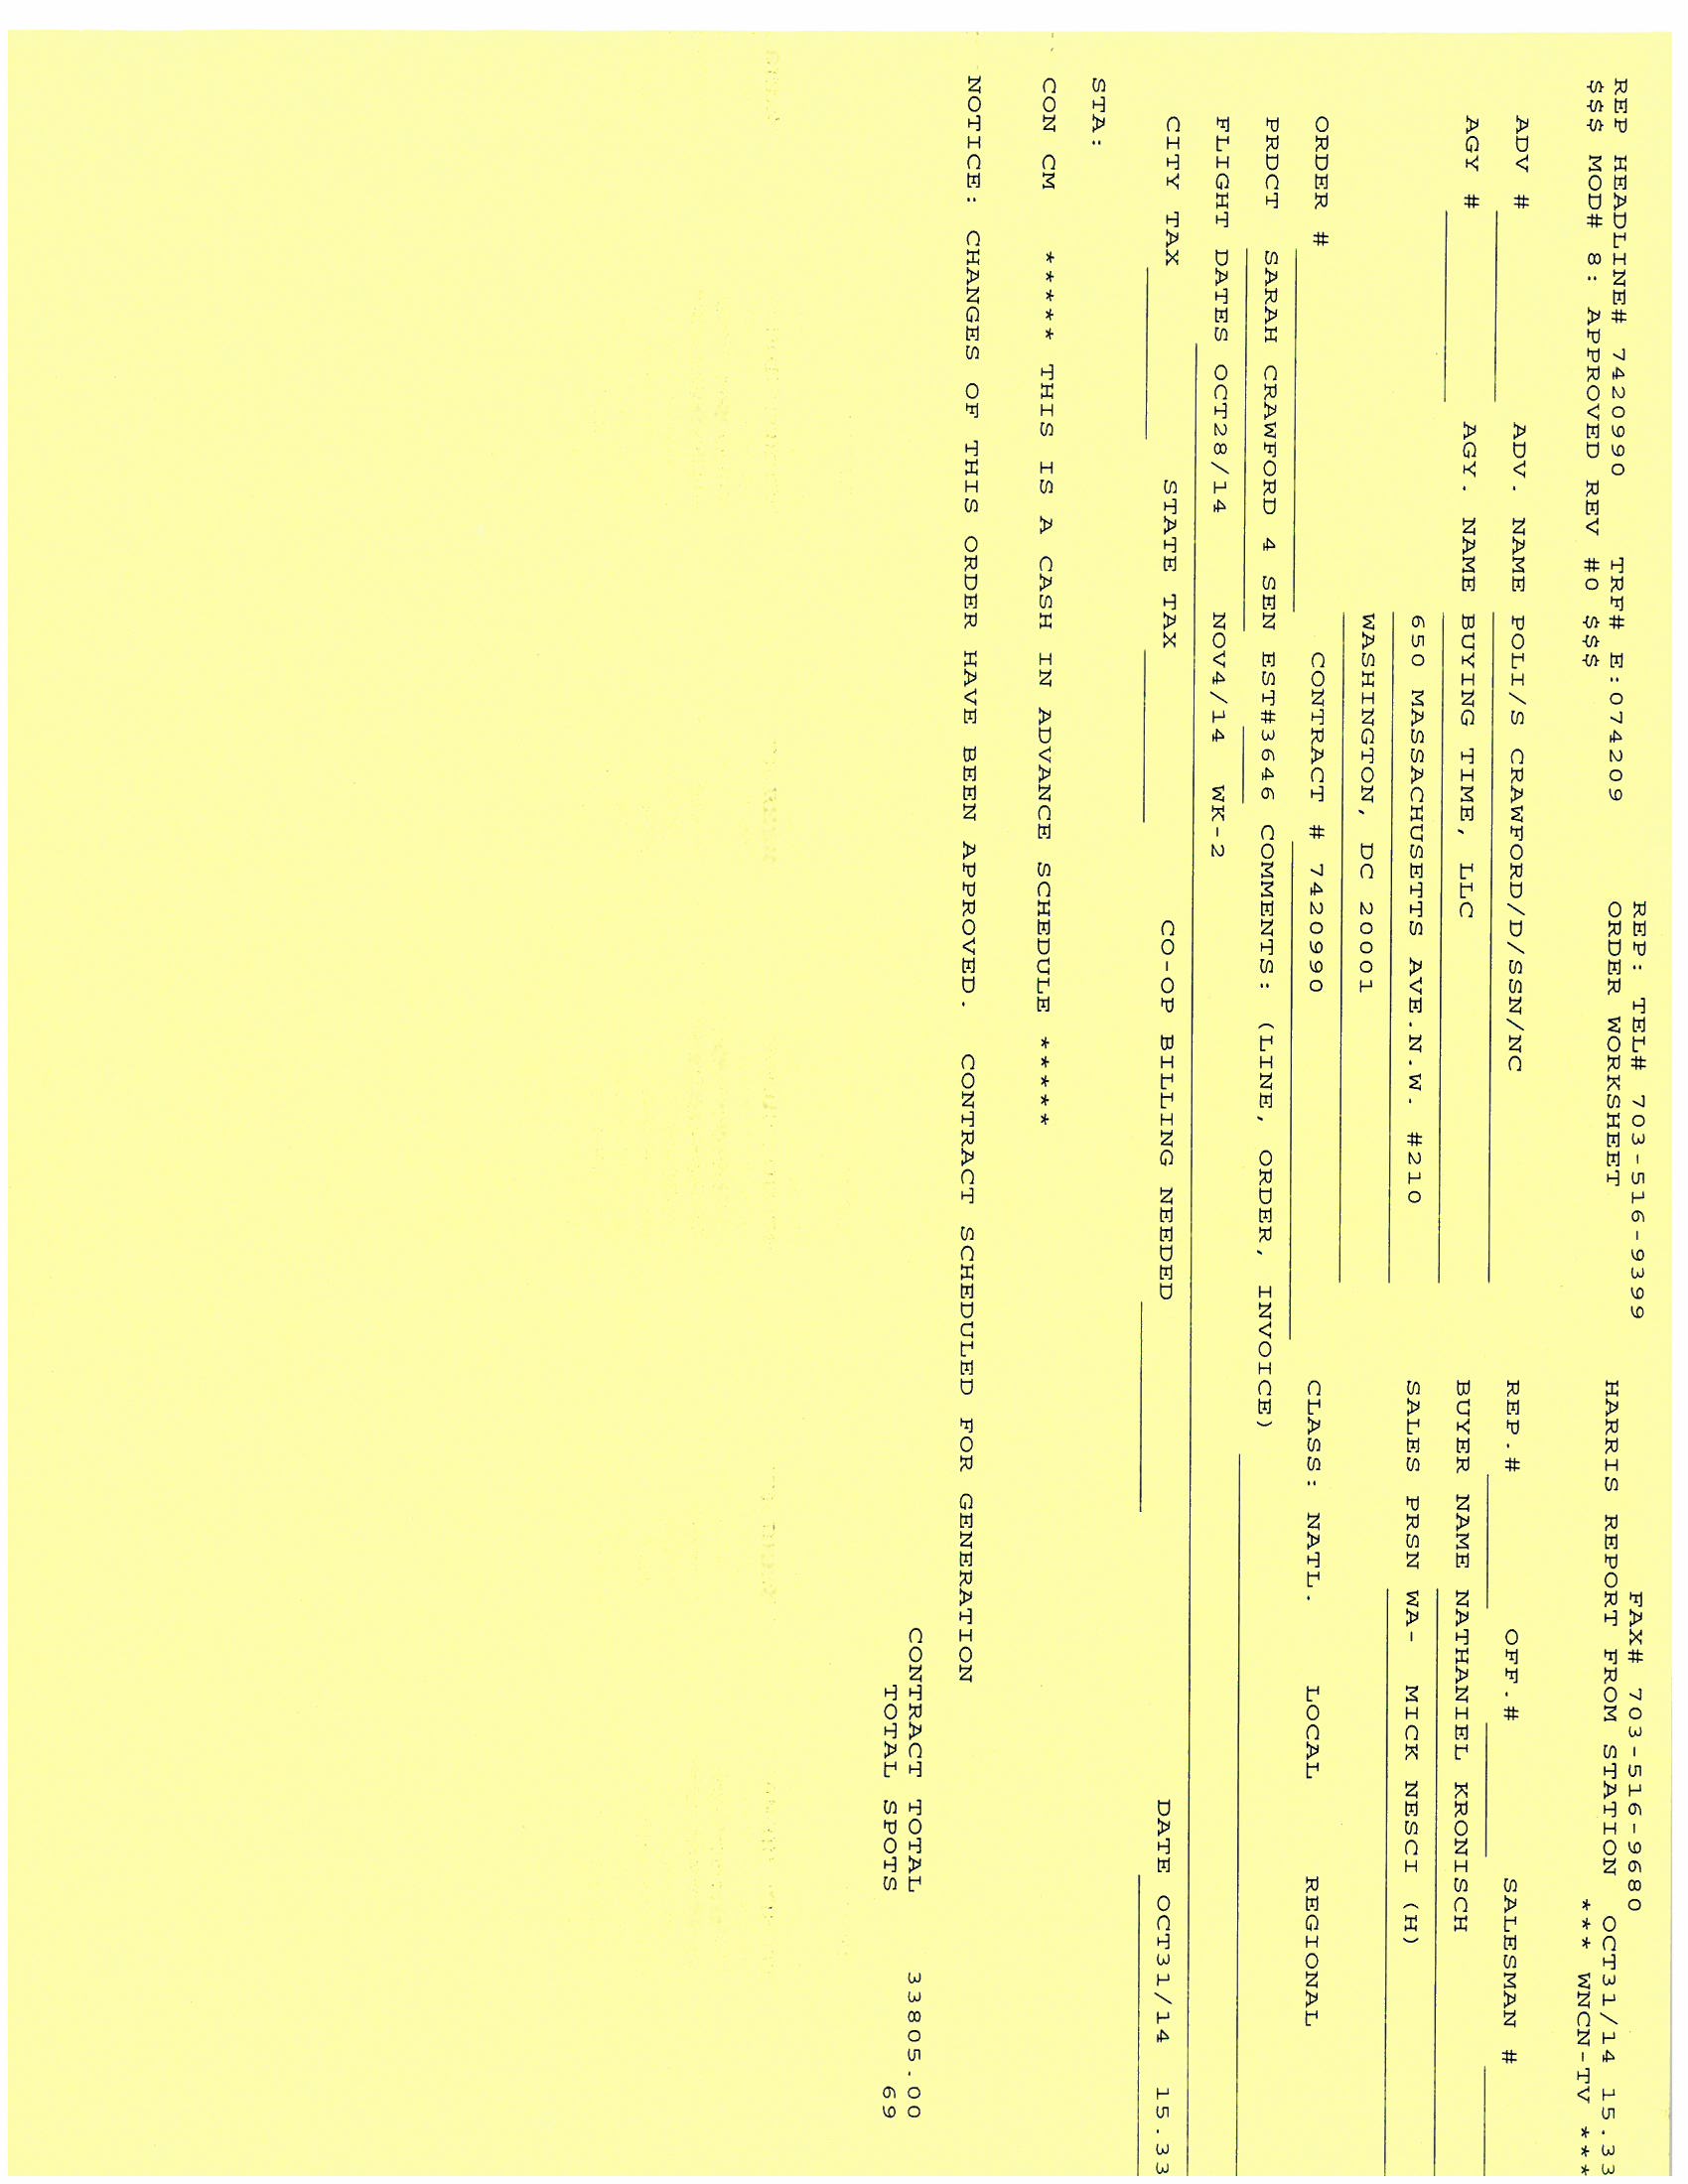 REP: TEL# 703-516-9399 FAX# 703-516-9680
REP HEADLINE# 7420990 TRF# E:074209 ORDER WORKSHEET HARRIS REPORT FROM STATION OCT31/14 15.33
$$$ MOD# 8: APPROVED REV #0 $$$ *** WNCN-TV ***
ADV # ADV. NAME POLI/S CRAWFORD/D/SSN/NC REP.# OFF.# SALESMAN #
AGY # AGY. NAME BUYING TIME, LLC BUYER NAME NATHANIEL KRONISCH
650 MASSACHUSETTS AVE.N.W. #210 SALES PRSN WA- MICK NESCI (H)
WASHINGTON, DC 20001
ORDER # CONTRACT # 7420990 CLASS: NATL. LOCAL REGIONAL
PRDCT SARAH CRAWFORD 4 SEN EST#3646 COMMENTS: (LINE, ORDER, INVOICE)
FLIGHT DATES OCT28/14 NOV4/14 WK-2
CITY TAX STATE TAX CO-OP BILLING NEEDED DATE OCT31/14 15.33
STA:
CON CM ***** THIS IS A CASH IN ADVANCE SCHEDULE *****
NOTICE: CHANGES OF THIS ORDER HAVE BEEN APPROVED. CONTRACT SCHEDULED FOR GENERATION
CONTRACT TOTAL 33805.00
TOTAL SPOTS 69